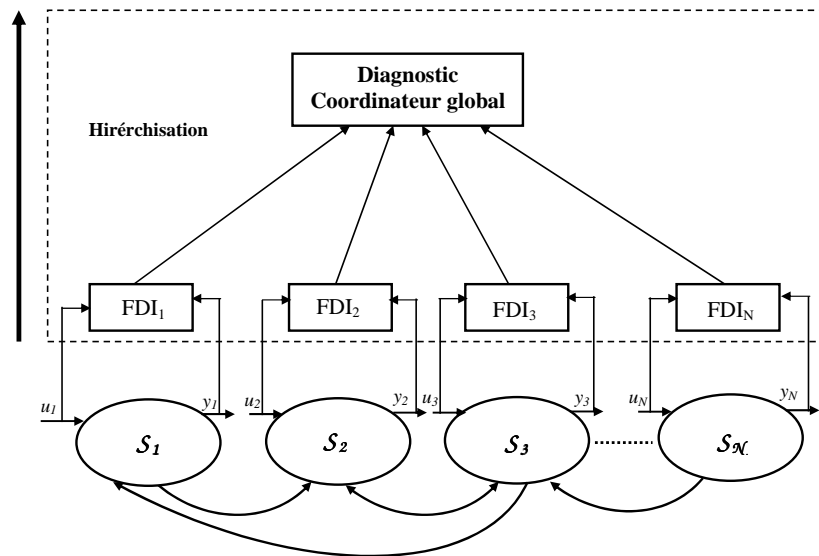 Diagnostic
Coordinateur global
Hirérchisation
FDI1
FDI2
FDI3
FDIN
u1
y1
u2
y2
u3
y3
uN
yN
S1
S2
S3
SN.